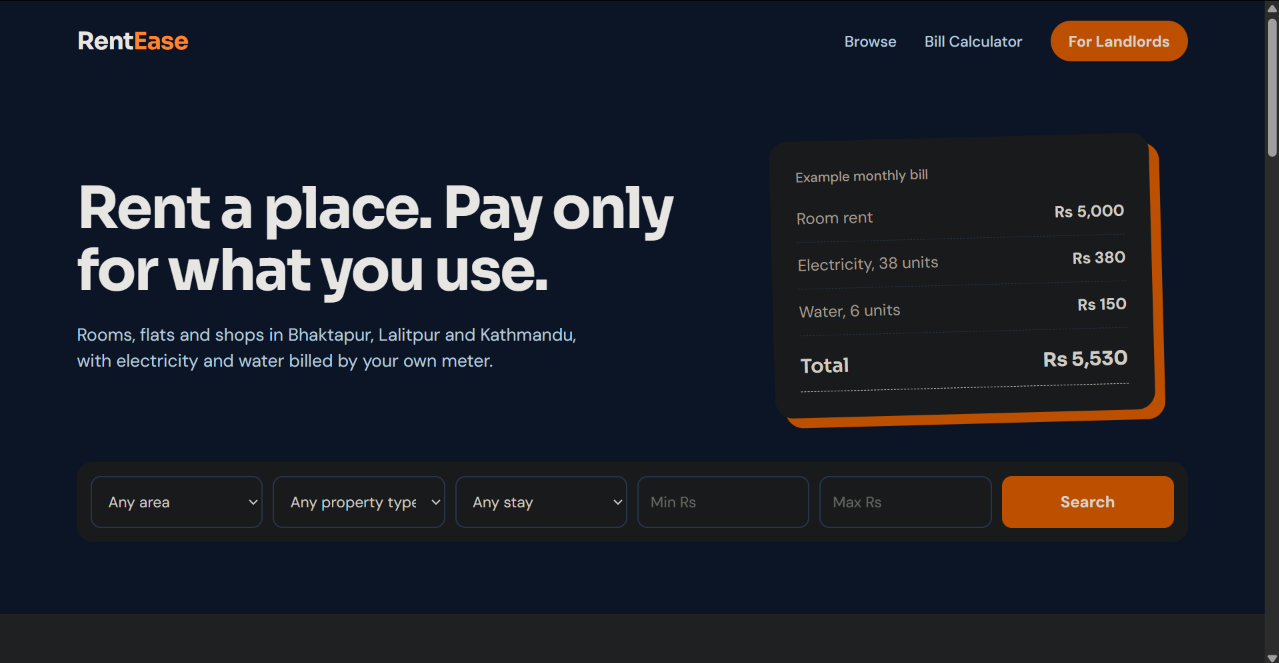 RentEase
Browse
Bill Calculator
For Landlords
Rent a place. Pay only
for what you use.
Rooms, flats and shops in Bhaktapur, Lalitpur and Kathmandu,
with electricity and water billed by your own meter.
Example monthly bill
Room rent Rs 5,000
Electricity, 38 units Rs 380
Water, 6 units Rs 150
Total Rs 5,530
Any area
Any property type
Any stay
Min Rs
Max Rs
Search